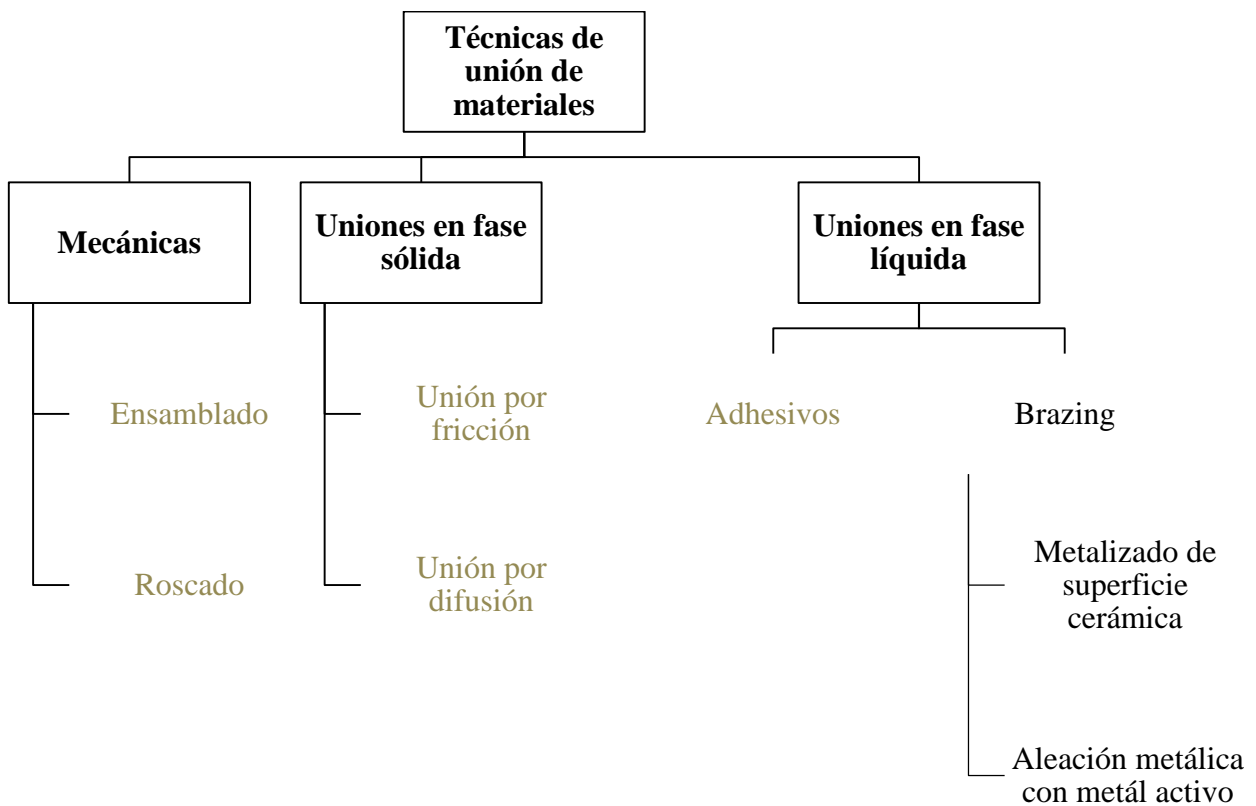 Técnicas de
unión de
materiales
Mecánicas
Uniones en fase
sólida
Uniones en fase
líquida
Ensamblado
Unión por
fricción
Adhesivos
Brazing
Roscado
Unión por
difusión
Metalizado de
superficie
cerámica
Aleación metálica
con metál activo